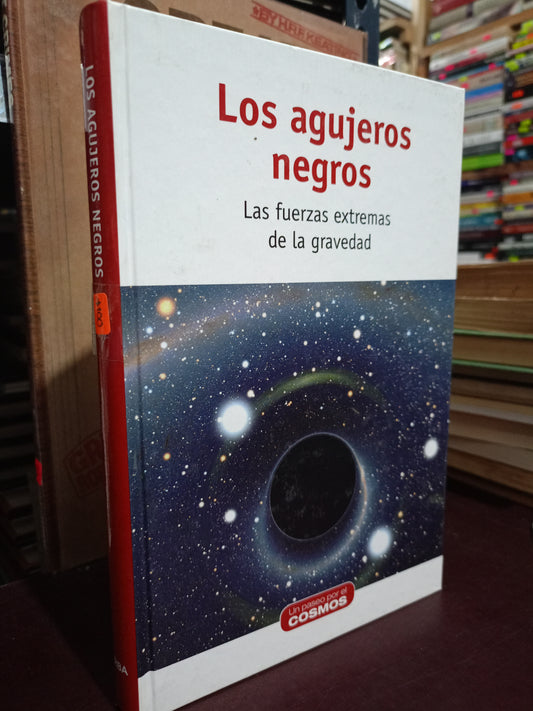 Los agujeros
negros
Las fuerzas extremas
de la gravedad
Un paseo por el
COSMOS
LOS AGUJEROS NEGROS